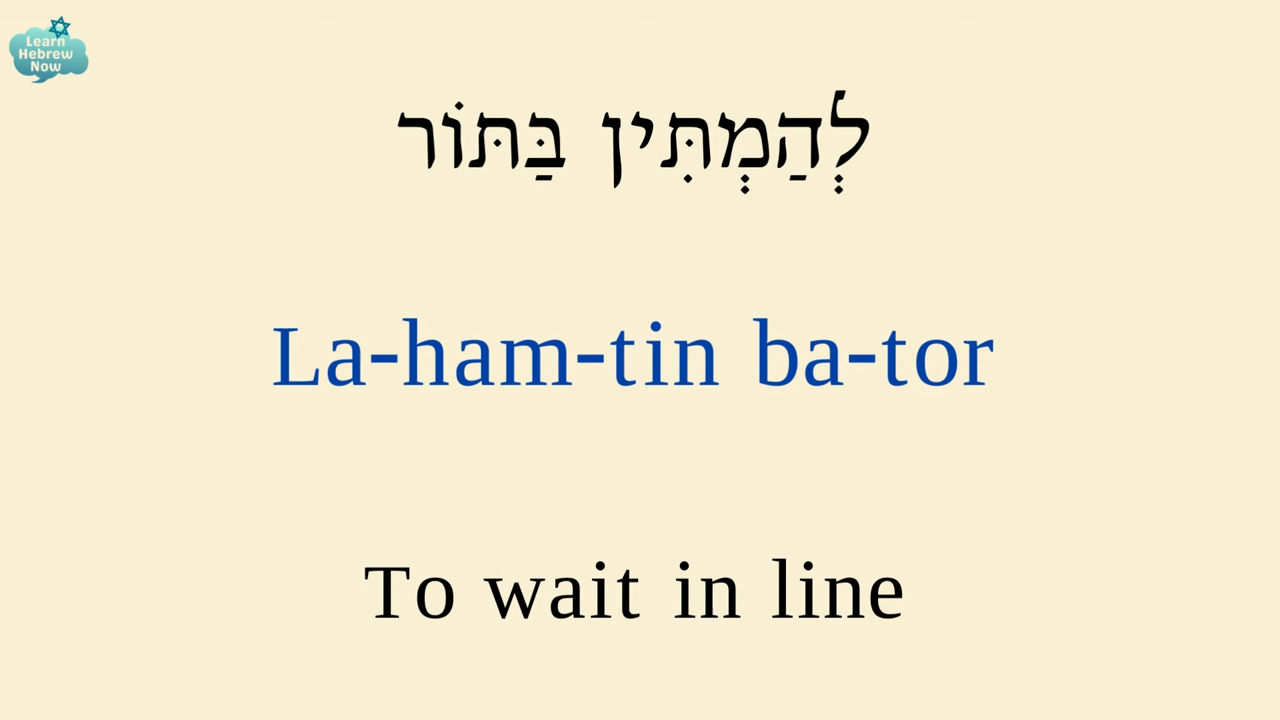 Learn
Hebrew
Now
לְהַמְתִּין בַּתּוֹר
La-ham-tin ba-tor
To wait in line